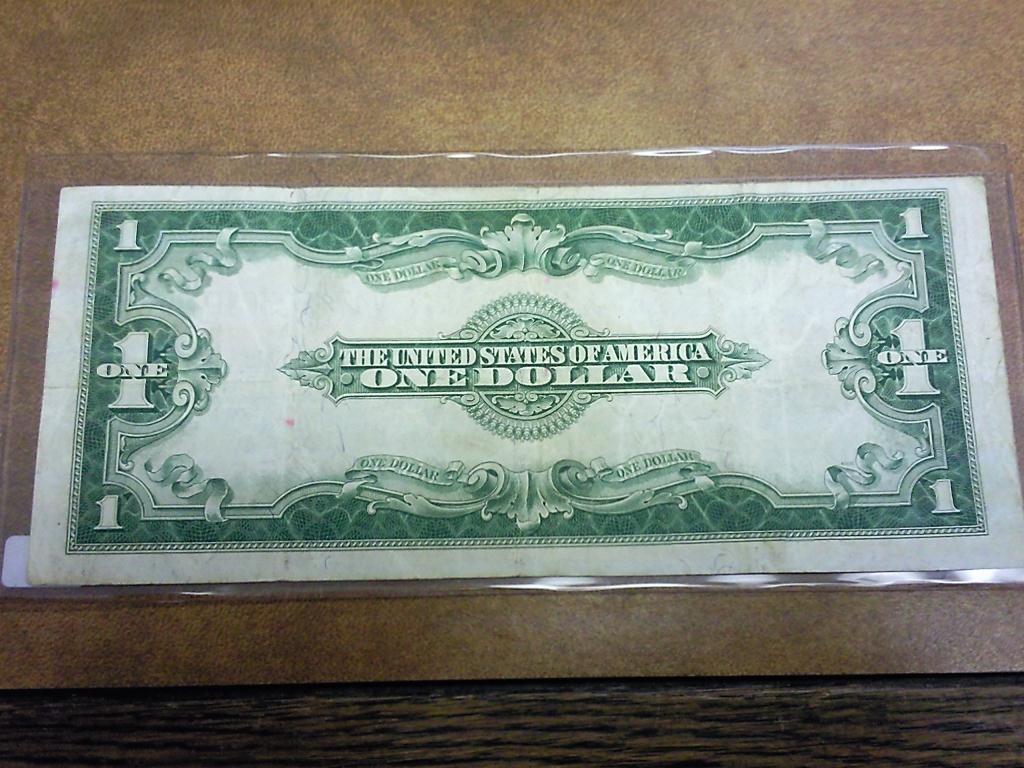 1 1
ONE DOLLAR ONE DOLLAR
1 1
ONE ONE
THE UNITED STATES OF AMERICA
ONE DOLLAR
ONE DOLLAR ONE DOLLAR
1 1